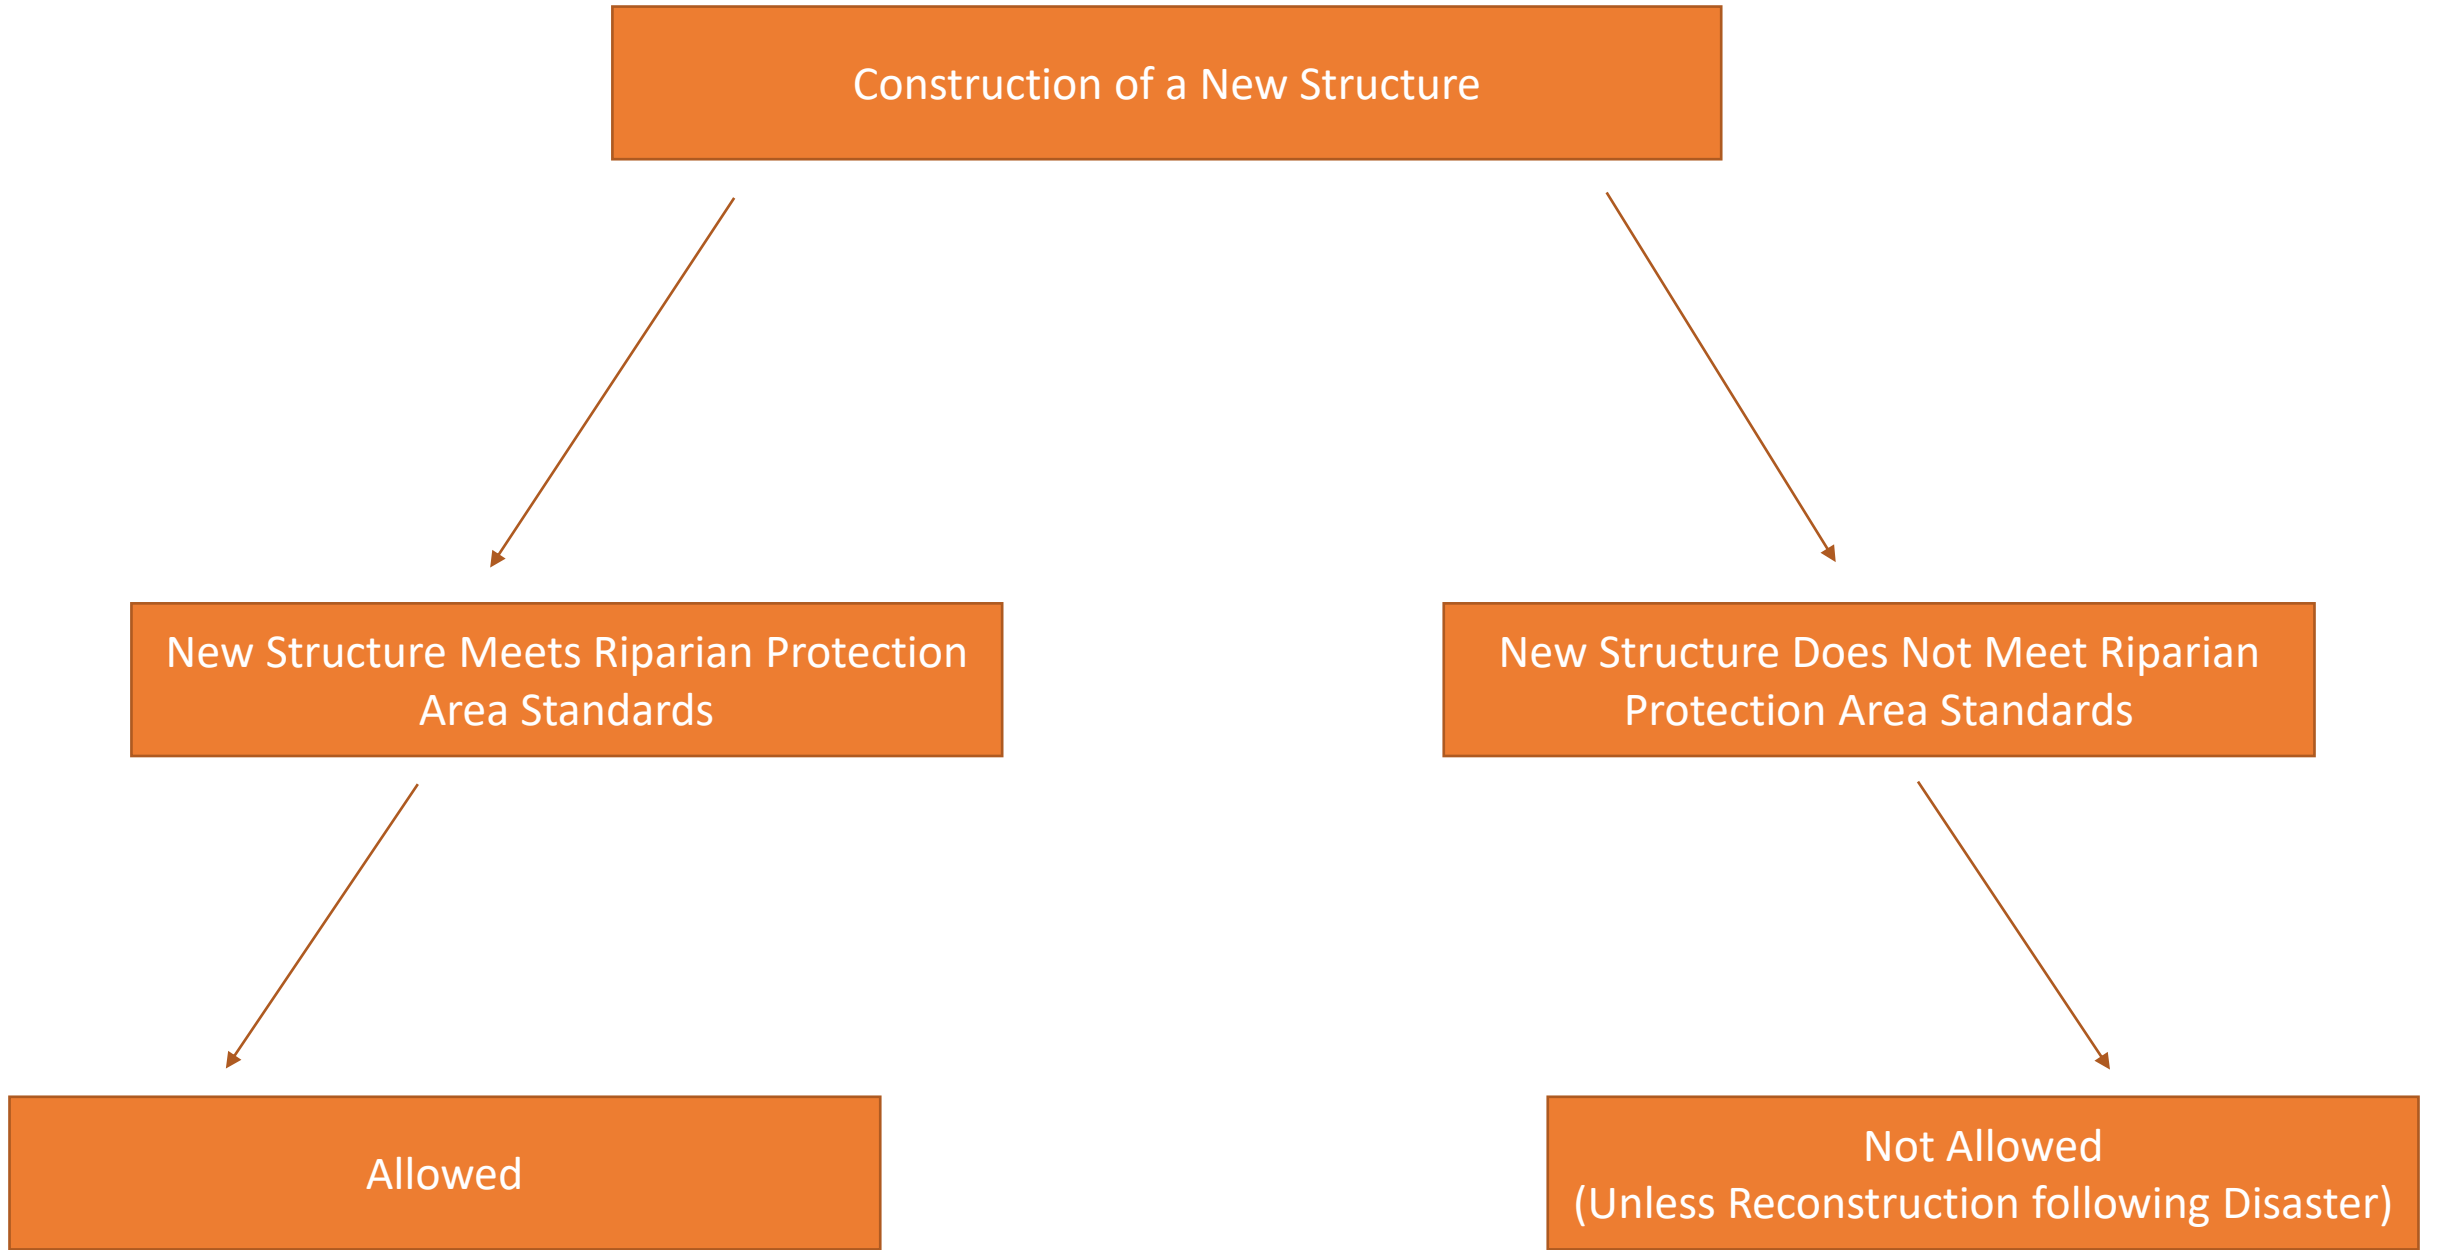 Construction of a New Structure
New Structure Meets Riparian Protection
Area Standards
New Structure Does Not Meet Riparian
Protection Area Standards
Allowed
Not Allowed
(Unless Reconstruction following Disaster)